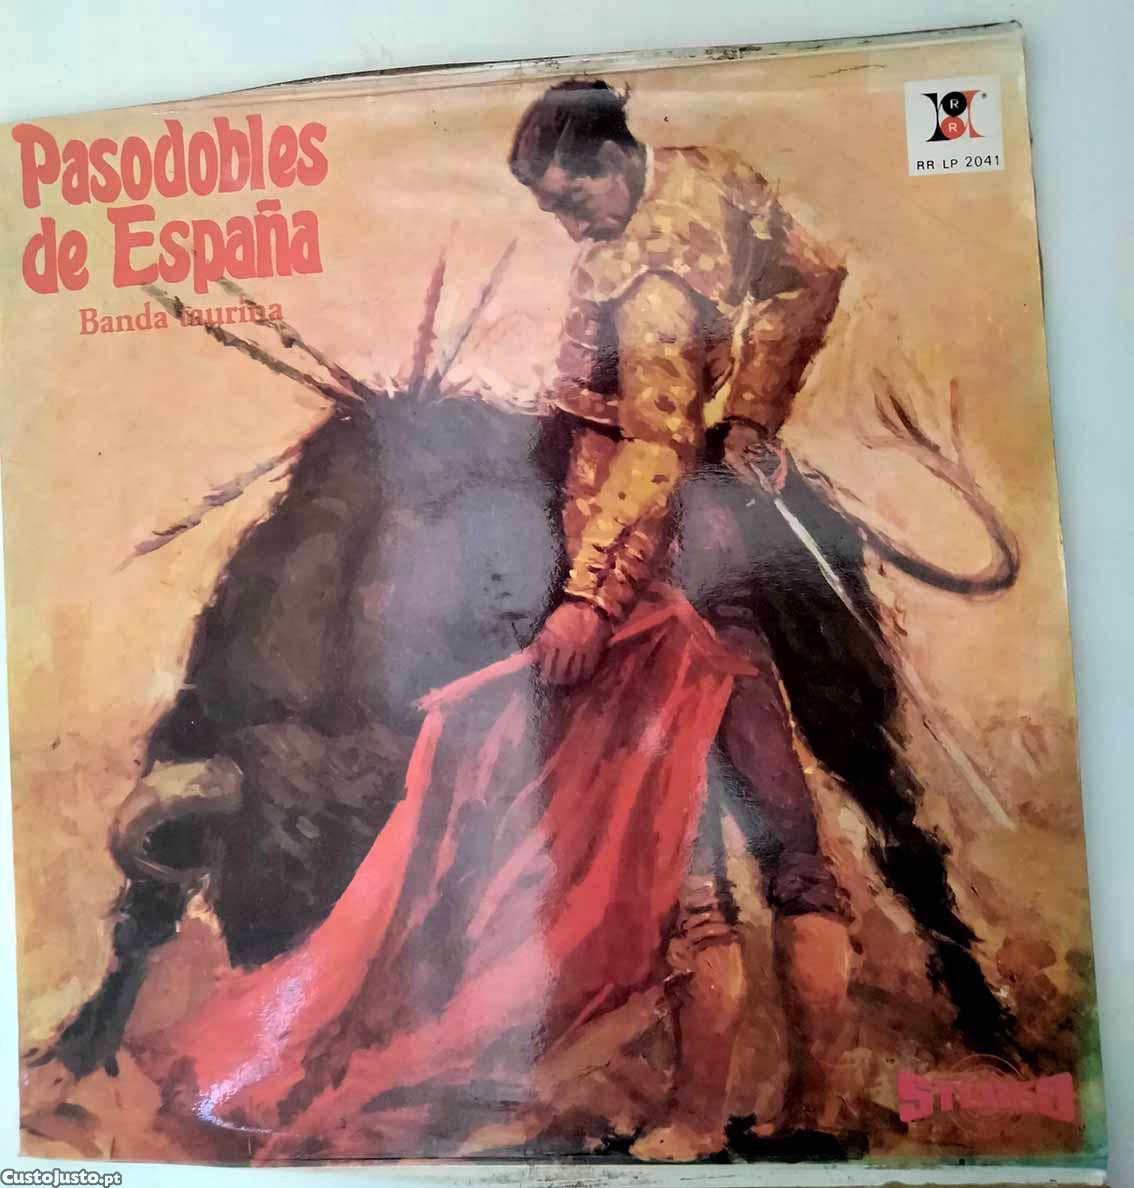 Pasodobles
de España
Banda taurina
R
R
®
RR LP 2041
STEREO
CustoJusto.pt